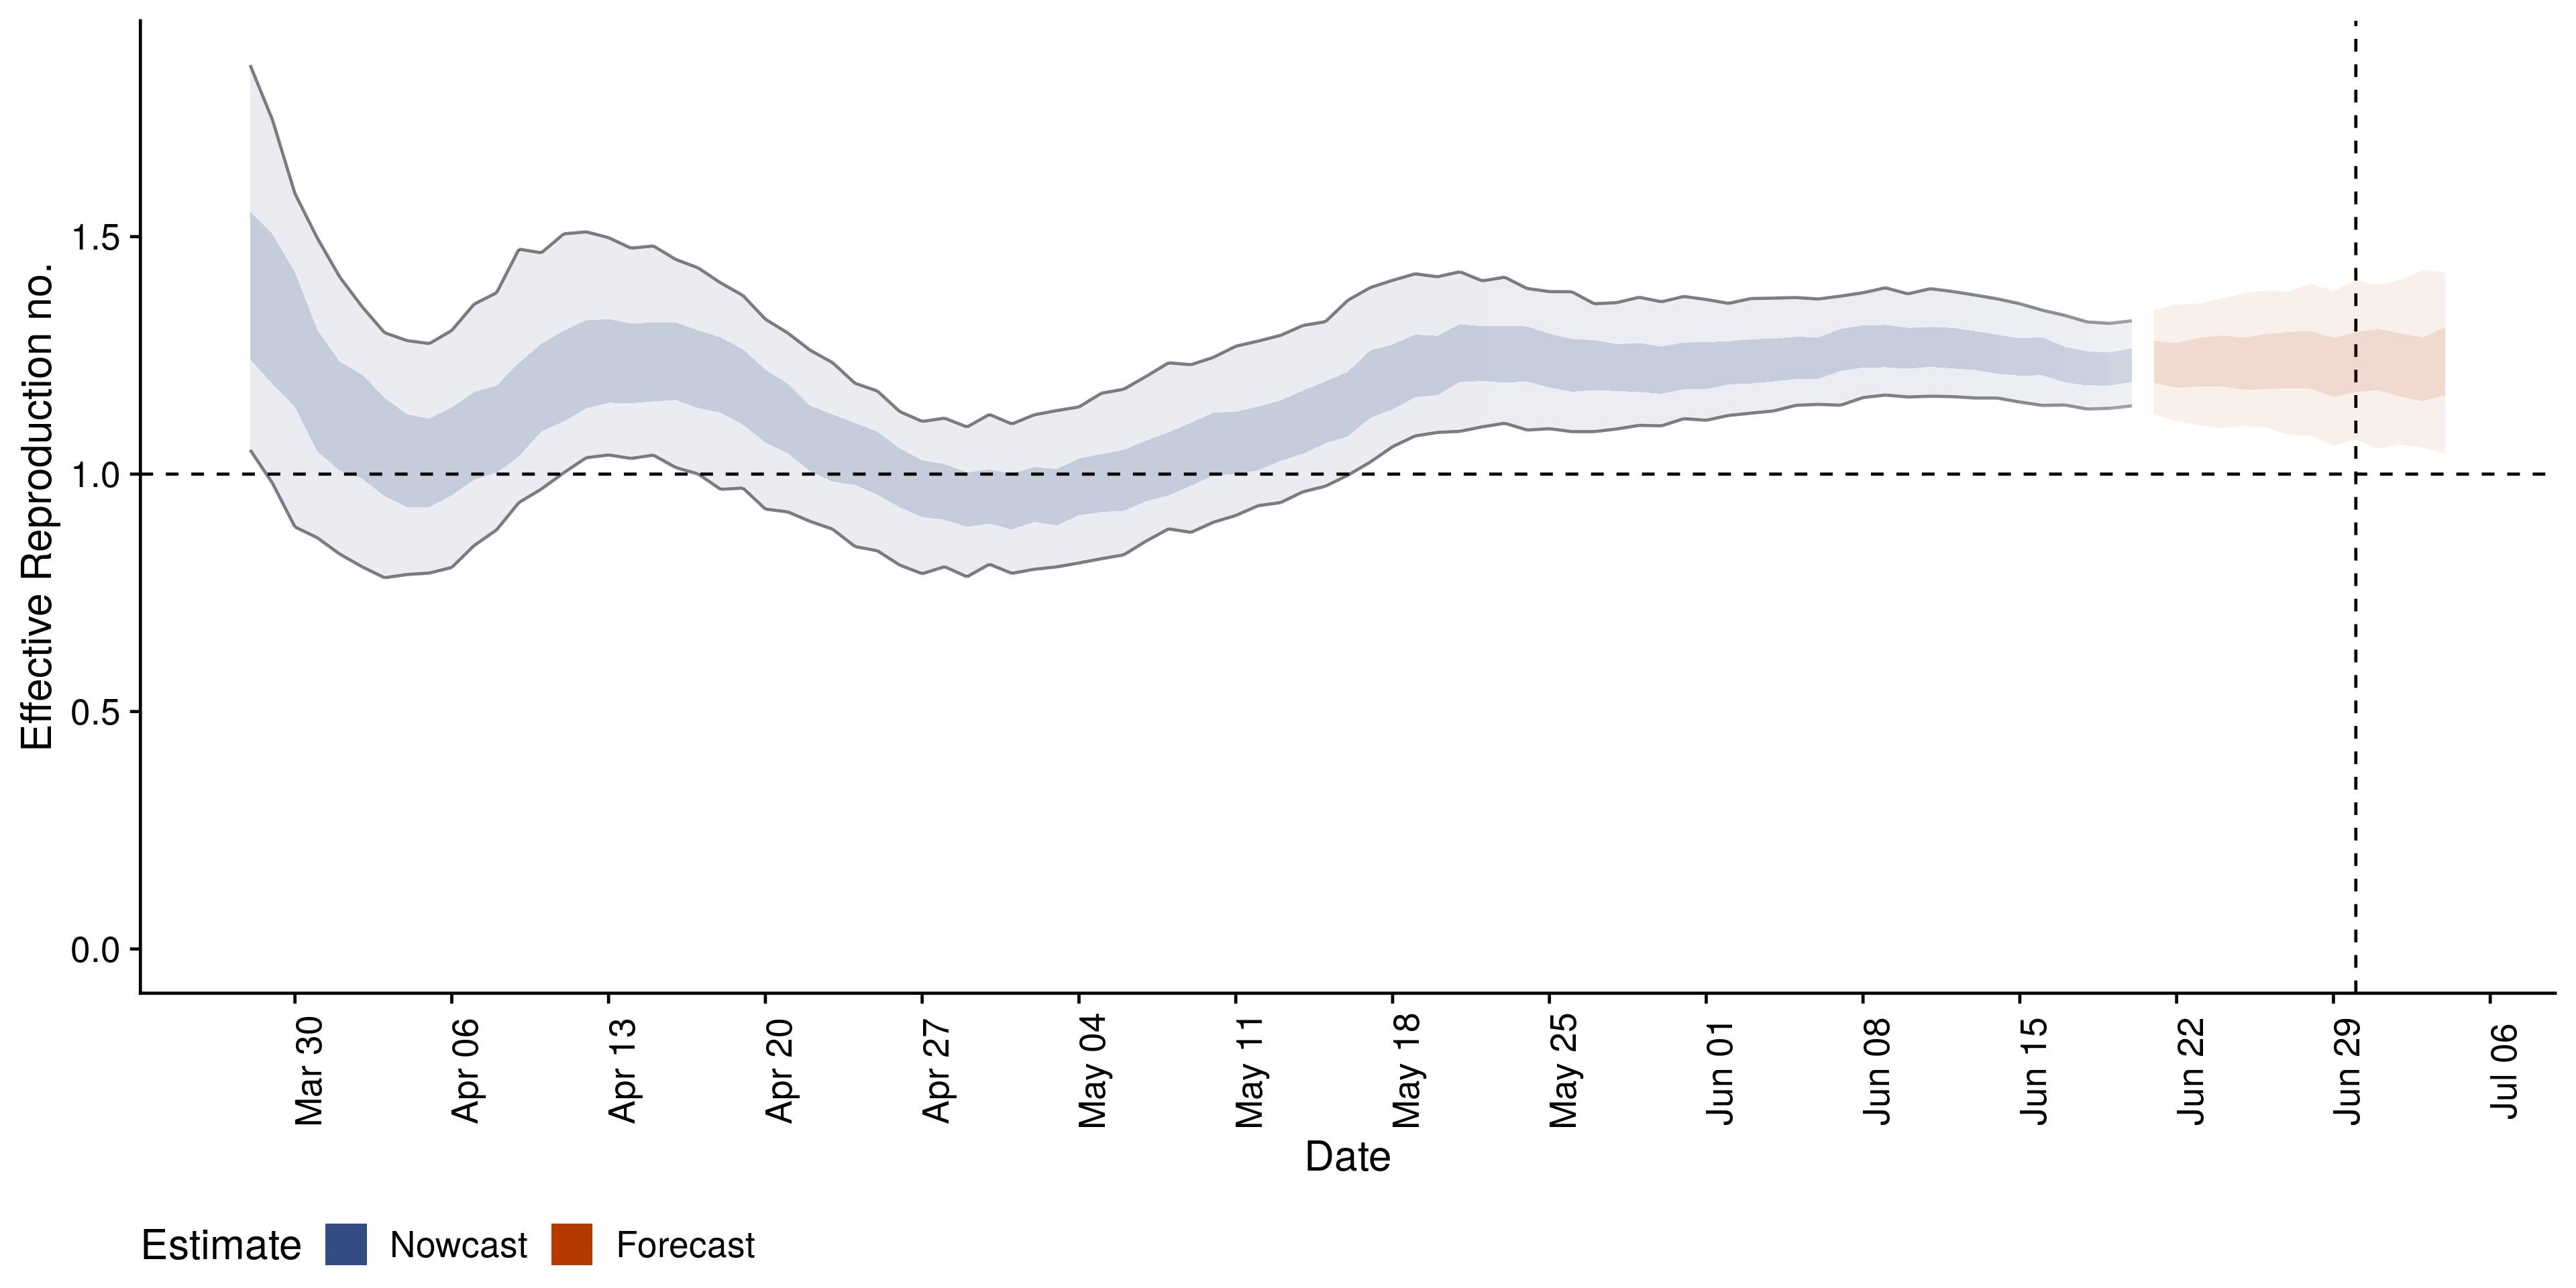 Effective Reproduction no.
1.5
1.0
0.5
0.0
Mar 30
Apr 06
Apr 13
Apr 20
Apr 27
May 04
May 11
May 18
May 25
Jun 01
Jun 08
Jun 15
Jun 22
Jun 29
Jul 06
Date
Estimate Nowcast Forecast